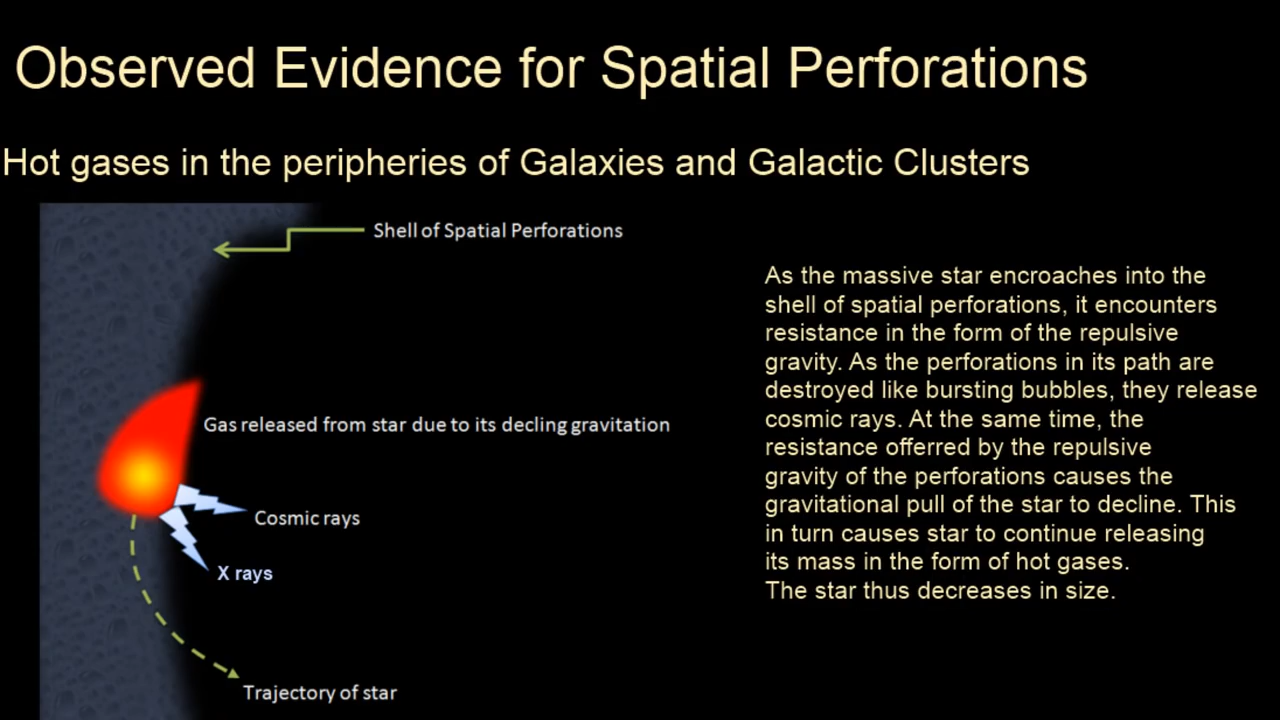 Observed Evidence for Spatial Perforations
Hot gases in the peripheries of Galaxies and Galactic Clusters
Shell of Spatial Perforations
As the massive star encroaches into the
shell of spatial perforations, it encounters
resistance in the form of the repulsive
gravity. As the perforations in its path are
destroyed like bursting bubbles, they release
cosmic rays. At the same time, the
resistance offerred by the repulsive
gravity of the perforations causes the
gravitational pull of the star to decline. This
in turn causes star to continue releasing
its mass in the form of hot gases.
The star thus decreases in size.
Gas released from star due to its decling gravitation
Cosmic rays
X rays
Trajectory of star